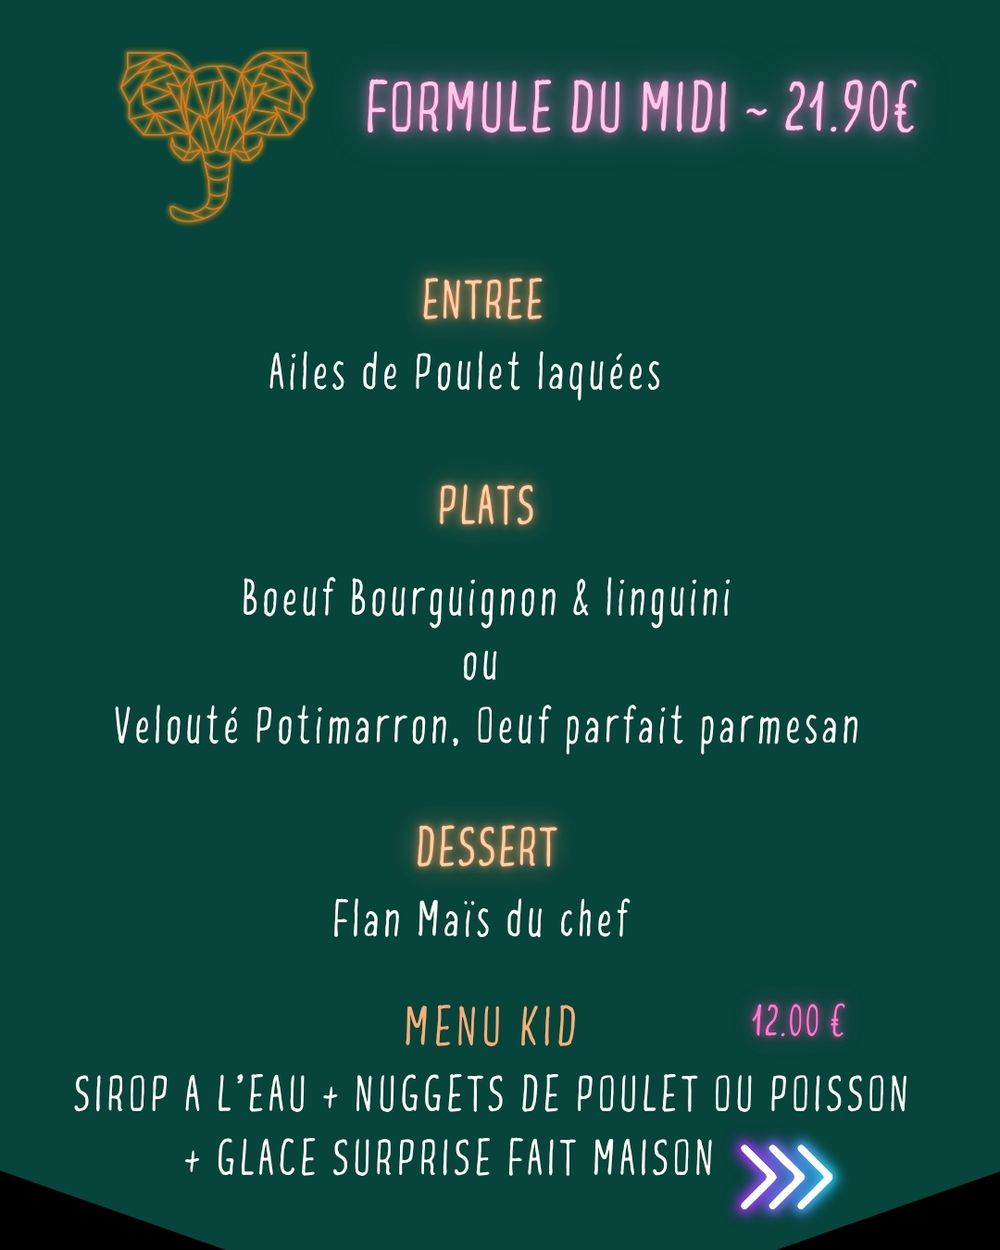 FORMULE DU MIDI ~ 21.90€
ENTREE
Ailes de Poulet laquées
PLATS
Boeuf Bourguignon & linguini
ou
Velouté Potimarron, Oeuf parfait parmesan
DESSERT
Flan Maïs du chef
MENU KID 12.00 €
SIROP A L'EAU + NUGGETS DE POULET OU POISSON
+ GLACE SURPRISE FAIT MAISON